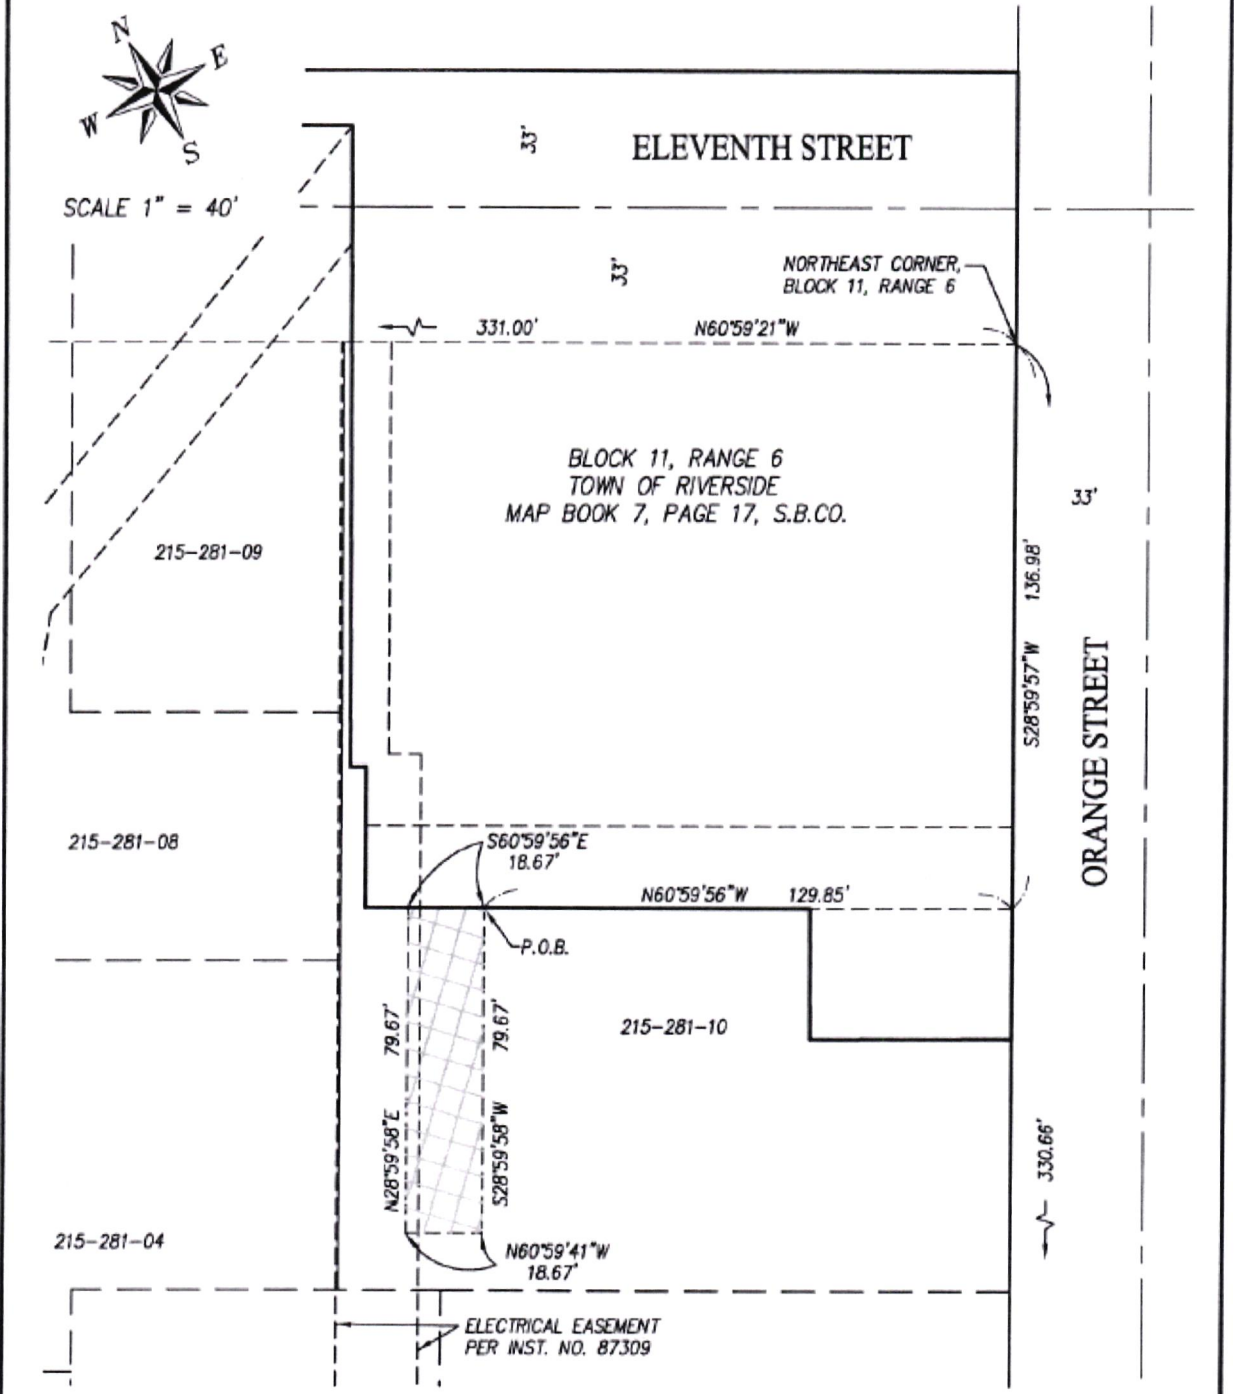 N
E
W
S
SCALE 1" = 40'
33'
ELEVENTH STREET
33'
NORTHEAST CORNER,
BLOCK 11, RANGE 6
331.00'
N60°59'21"W
BLOCK 11, RANGE 6
TOWN OF RIVERSIDE
MAP BOOK 7, PAGE 17, S.B.CO.
33'
215-281-09
136.98'
S28°59'57"W
ORANGE STREET
215-281-08
S60°59'56"E
18.67'
N60°59'56"W 129.85'
P.O.B.
79.67'
79.67'
215-281-10
N28°59'58"E
S28°59'58"W
330.66'
215-281-04
N60°59'41"W
18.67'
ELECTRICAL EASEMENT
PER INST. NO. 87309